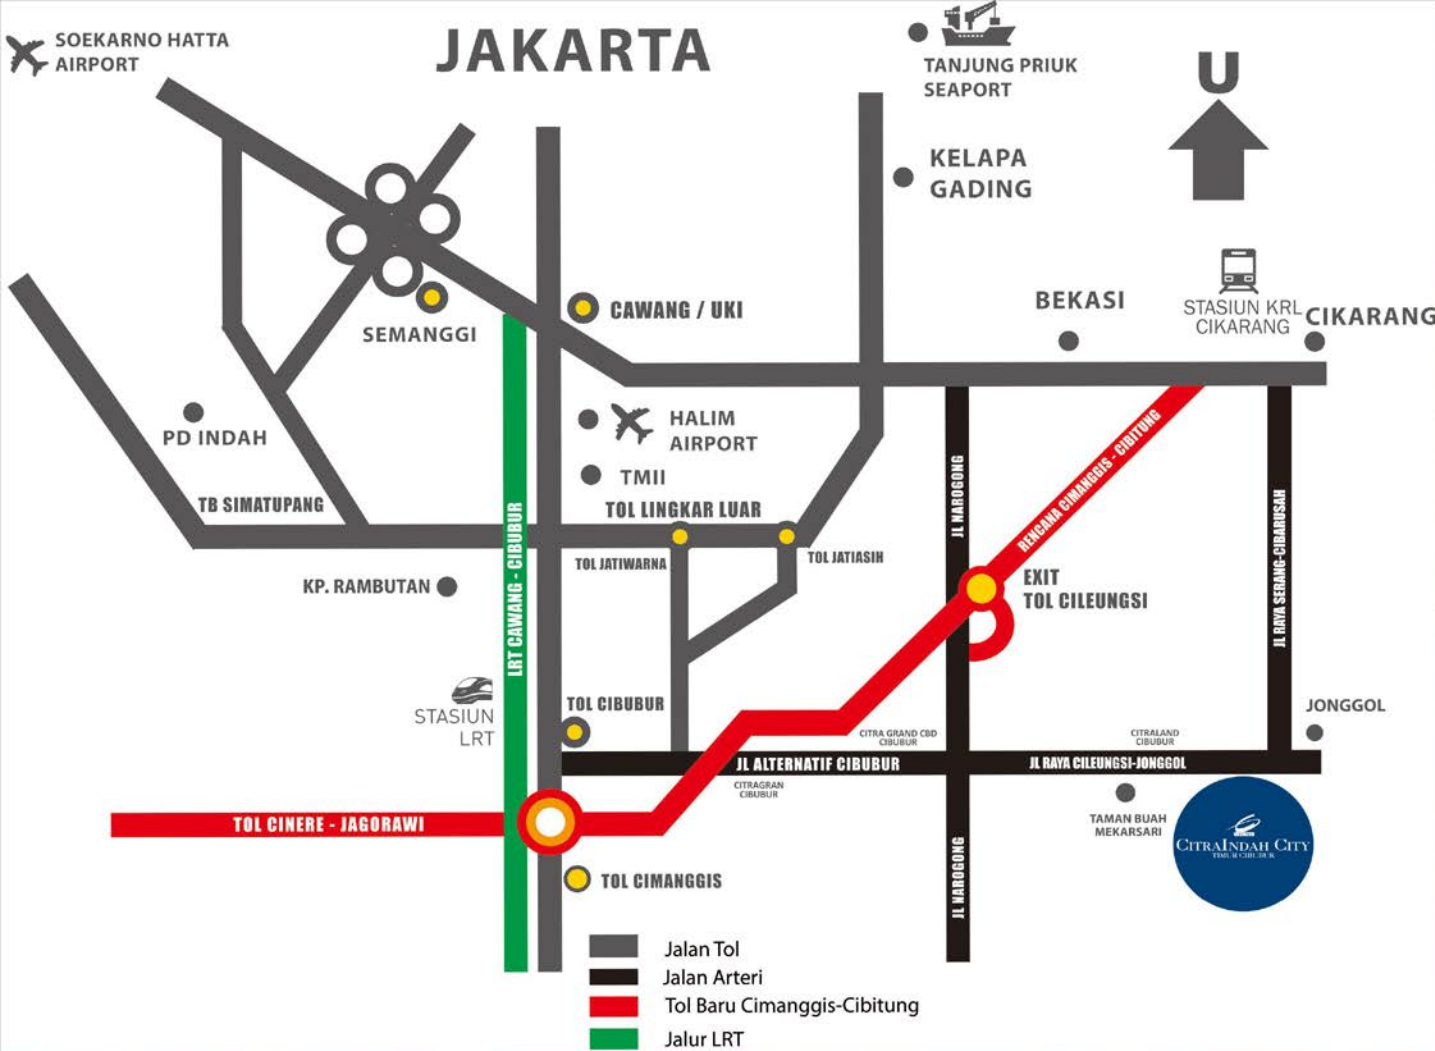 SOEKARNO HATTA
AIRPORT
JAKARTA
TANJUNG PRIUK
SEAPORT
U
KELAPA
GADING
CAWANG / UKI
SEMANGGI
BEKASI
STASIUN KRL
CIKARANG
CIKARANG
PD INDAH
HALIM
AIRPORT
TMII
TB SIMATUPANG
TOL LINGKAR LUAR
TOL JATIWARNA
TOL JATIASIH
KP. RAMBUTAN
LRT CAWANG - CIBUBUR
JL NAROGONG
RENCANA CIMANGGIS - CIBITUNG
JL RAYA SERANG-CIBARUSAH
EXIT
TOL CILEUNGSI
STASIUN
LRT
TOL CIBUBUR
CITRA GRAND CBD
CIBUBUR
CITRALAND
CIBUBUR
JONGGOL
JL ALTERNATIF CIBUBUR
JL RAYA CILEUNGSI-JONGGOL
CITRAGRAN
CIBUBUR
TAMAN BUAH
MEKARSARI
CITRAINDAH CITY
TIMUR CIBUBUR
TOL CINERE - JAGORAWI
TOL CIMANGGIS
JL NAROGONG
Jalan Tol
Jalan Arteri
Tol Baru Cimanggis-Cibitung
Jalur LRT